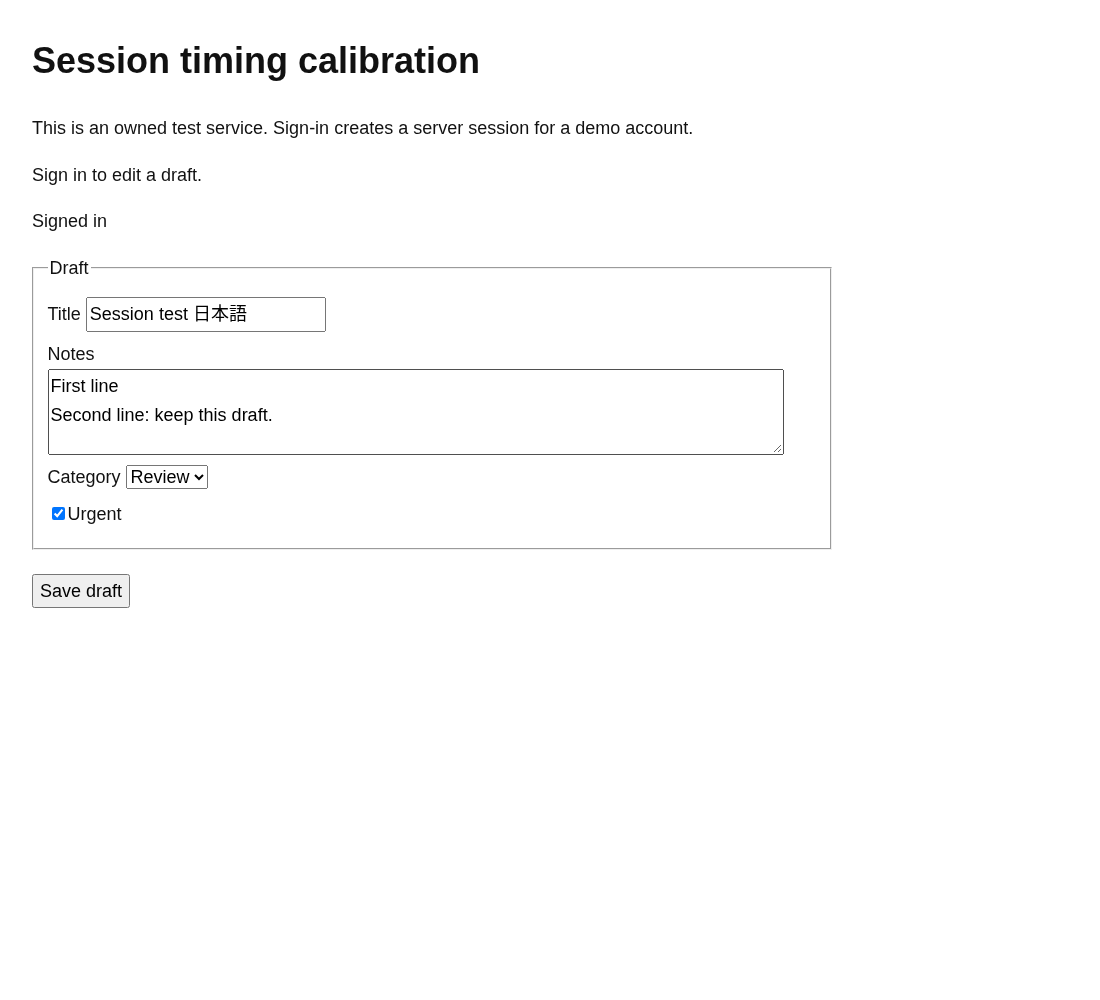 Session timing calibration
This is an owned test service. Sign-in creates a server session for a demo account.
Sign in to edit a draft.
Signed in
Draft
Title Session test 日本語
Notes
First line
Second line: keep this draft.
Category Review
Urgent
Save draft